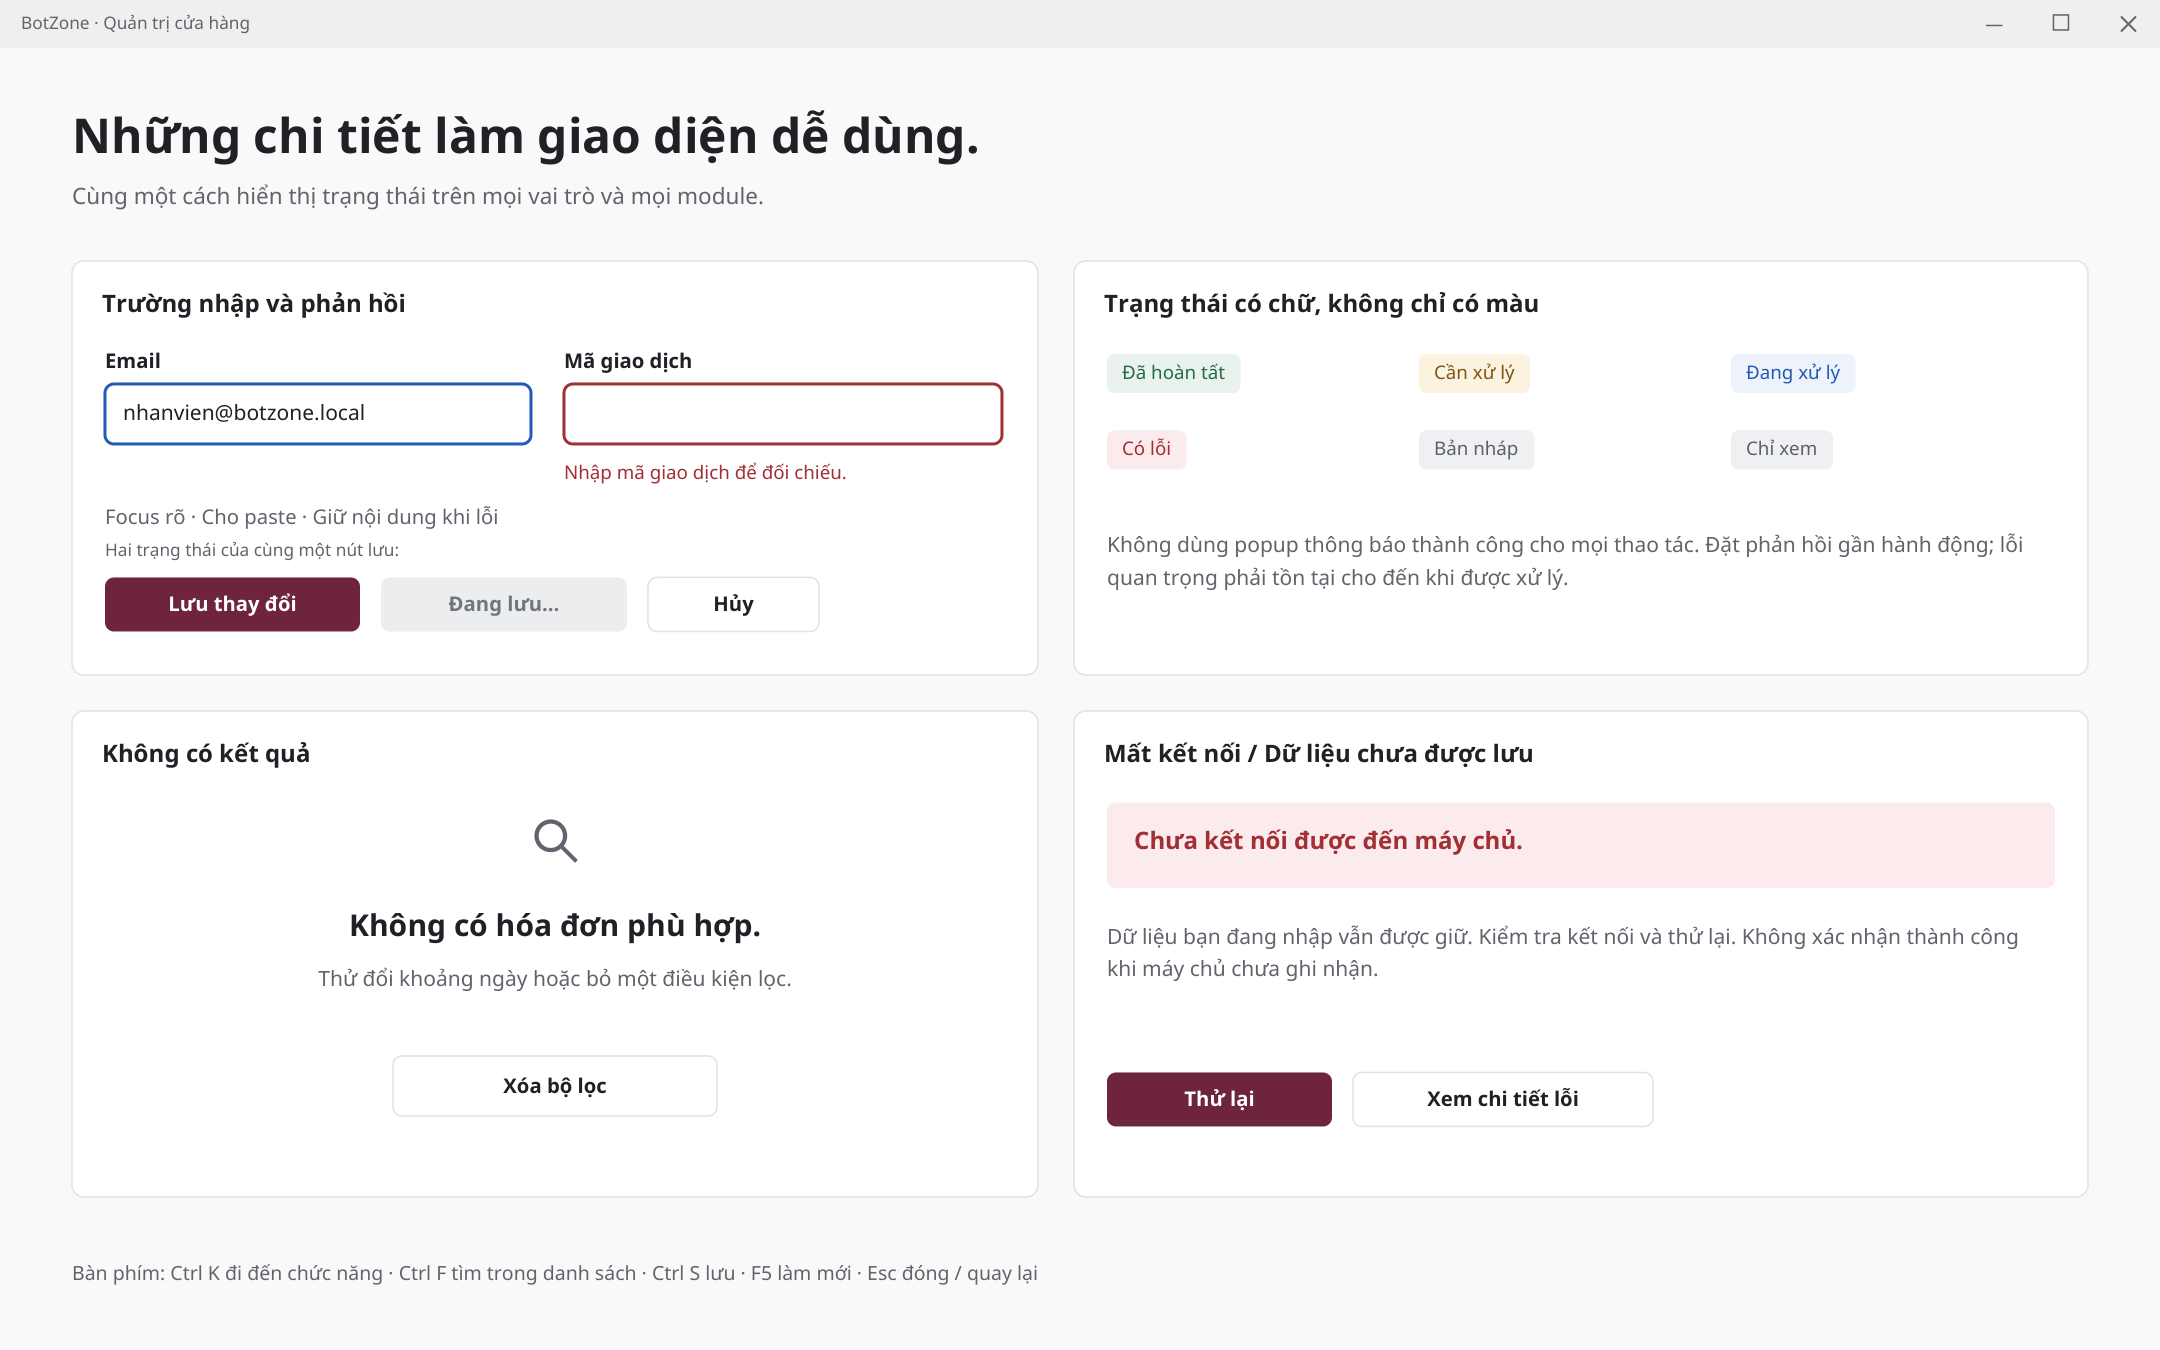 BotZone · Quản trị cửa hàng
Những chi tiết làm giao diện dễ dùng.
Cùng một cách hiển thị trạng thái trên mọi vai trò và mọi module.
Trường nhập và phản hồi
Email
Mã giao dịch
nhanvien@botzone.local
Nhập mã giao dịch để đối chiếu.
Focus rõ · Cho paste · Giữ nội dung khi lỗi
Hai trạng thái của cùng một nút lưu:
Lưu thay đổi
Đang lưu...
Hủy
Trạng thái có chữ, không chỉ có màu
Đã hoàn tất
Cần xử lý
Đang xử lý
Có lỗi
Bản nháp
Chỉ xem
Không dùng popup thông báo thành công cho mọi thao tác. Đặt phản hồi gần hành động; lỗi
quan trọng phải tồn tại cho đến khi được xử lý.
Không có kết quả
Không có hóa đơn phù hợp.
Thử đổi khoảng ngày hoặc bỏ một điều kiện lọc.
Xóa bộ lọc
Mất kết nối / Dữ liệu chưa được lưu
Chưa kết nối được đến máy chủ.
Dữ liệu bạn đang nhập vẫn được giữ. Kiểm tra kết nối và thử lại. Không xác nhận thành công
khi máy chủ chưa ghi nhận.
Thử lại
Xem chi tiết lỗi
Bàn phím: Ctrl K đi đến chức năng · Ctrl F tìm trong danh sách · Ctrl S lưu · F5 làm mới · Esc đóng / quay lại